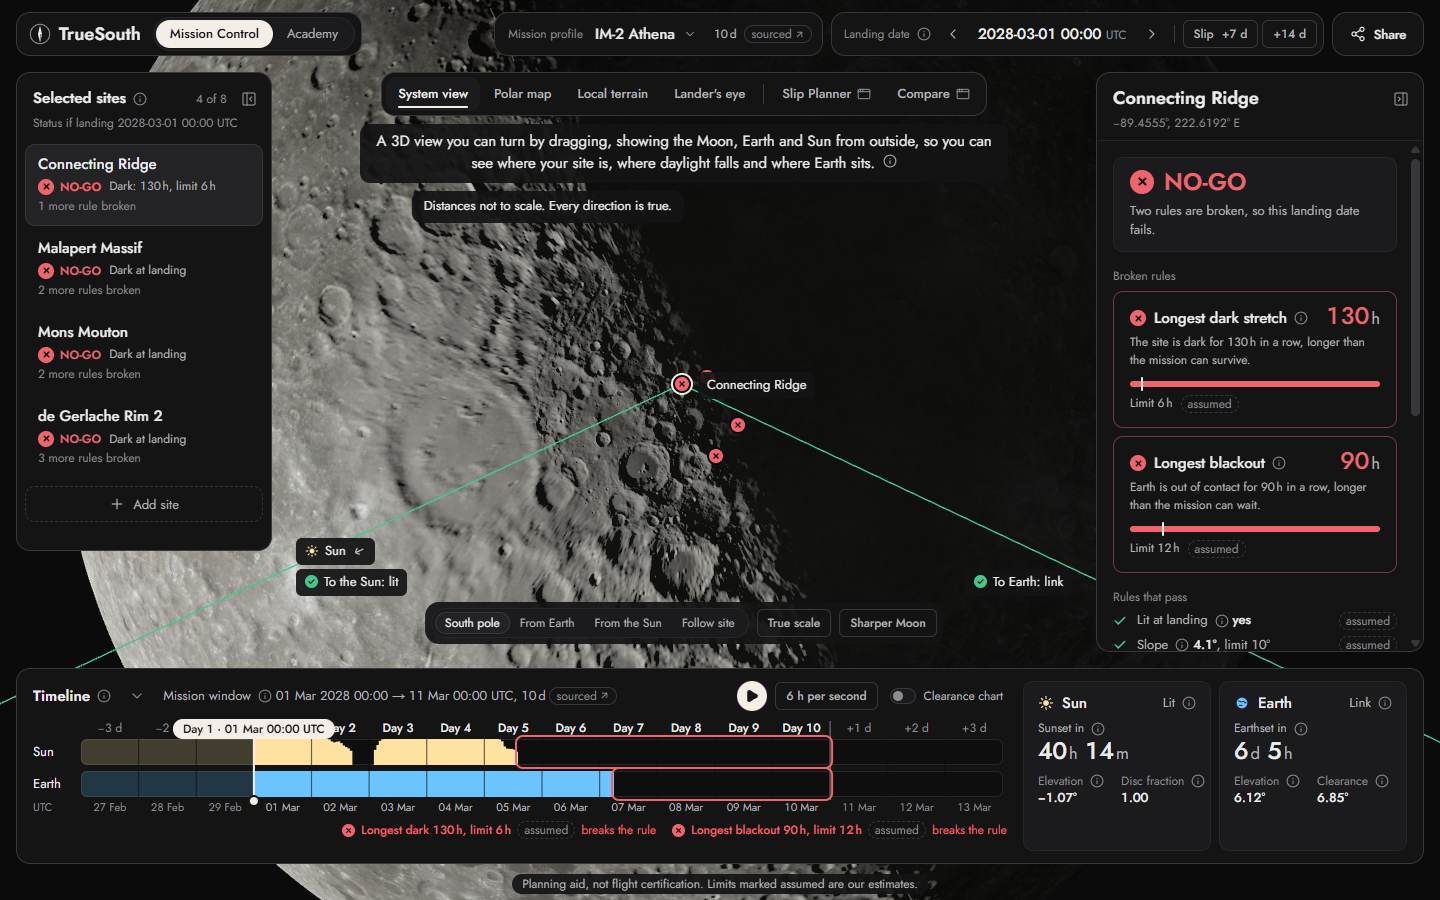 TrueSouth
Mission Control
Academy
Mission profile IM-2 Athena 10 d sourced ↗
Landing date 2028-03-01 00:00 UTC
Slip +7 d
+14 d
Share
Selected sites
4 of 8
Status if landing 2028-03-01 00:00 UTC
Connecting Ridge
NO-GO Dark: 130 h, limit 6 h
1 more rule broken
Malapert Massif
NO-GO Dark at landing
2 more rules broken
Mons Mouton
NO-GO Dark at landing
2 more rules broken
de Gerlache Rim 2
NO-GO Dark at landing
3 more rules broken
+ Add site
System view
Polar map
Local terrain
Lander's eye
Slip Planner
Compare
A 3D view you can turn by dragging, showing the Moon, Earth and Sun from outside, so you can
see where your site is, where daylight falls and where Earth sits.
Distances not to scale. Every direction is true.
Connecting Ridge
Sun ↙
To the Sun: lit
To Earth: link
South pole
From Earth
From the Sun
Follow site
True scale
Sharper Moon
Connecting Ridge
−89.4555°, 222.6192° E
NO-GO
Two rules are broken, so this landing date
fails.
Broken rules
Longest dark stretch 130 h
The site is dark for 130 h in a row, longer than
the mission can survive.
Limit 6 h assumed
Longest blackout 90 h
Earth is out of contact for 90 h in a row, longer
than the mission can wait.
Limit 12 h assumed
Rules that pass
Lit at landing yes assumed
Slope 4.1°, limit 10° assumed
Timeline
Mission window 01 Mar 2028 00:00 → 11 Mar 00:00 UTC, 10 d sourced ↗
6 h per second
Clearance chart
−3 d −2 Day 1 · 01 Mar 00:00 UTC ay 2 Day 3 Day 4 Day 5 Day 6 Day 7 Day 8 Day 9 Day 10 +1 d +2 d +3 d
Sun
Earth
UTC 27 Feb 28 Feb 29 Feb 01 Mar 02 Mar 03 Mar 04 Mar 05 Mar 06 Mar 07 Mar 08 Mar 09 Mar 10 Mar 11 Mar 12 Mar 13 Mar
Longest dark 130 h, limit 6 h assumed breaks the rule
Longest blackout 90 h, limit 12 h assumed breaks the rule
Sun Lit
Sunset in
40 h 14 m
Elevation Disc fraction
−1.07° 1.00
Earth Link
Earthset in
6 d 5 h
Elevation Clearance
6.12° 6.85°
Planning aid, not flight certification. Limits marked assumed are our estimates.